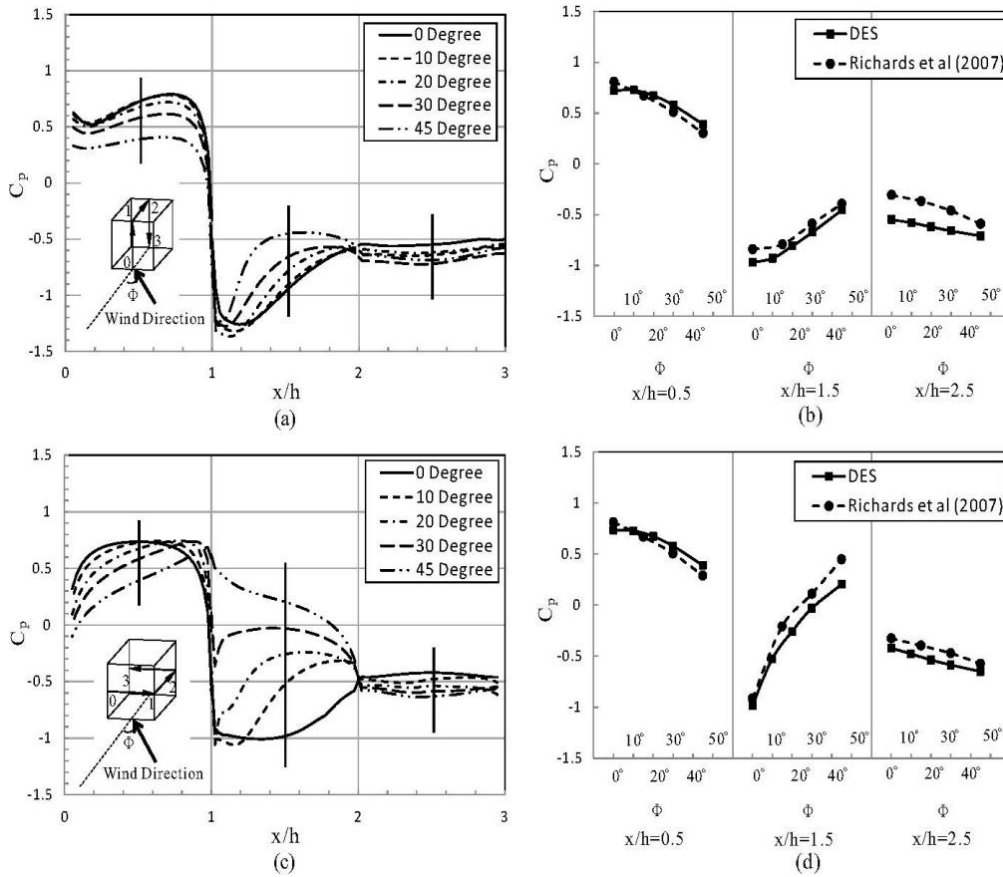 1.5
1
0.5
0
-0.5
-1
-1.5
C_p
0 Degree
10 Degree
20 Degree
30 Degree
45 Degree
1
2
3
0
Φ
Wind Direction
0
1
2
3
x/h
(a)
1.5
1
0.5
0
-0.5
-1
-1.5
C_p
DES
Richards et al (2007)
10° 30° 50° 10° 30° 50° 10° 30° 50°
0° 20° 40° 0° 20° 40° 0° 20° 40°
Φ Φ Φ
x/h=0.5 x/h=1.5 x/h=2.5
(b)
1.5
1
0.5
0
-0.5
-1
-1.5
C_p
0 Degree
10 Degree
20 Degree
30 Degree
45 Degree
3
2
0
1
Φ
Wind Direction
0
1
2
3
x/h
(c)
1.5
1
0.5
0
-0.5
-1
-1.5
C_p
DES
Richards et al (2007)
10° 30° 50° 10° 30° 50° 10° 30° 50°
0° 20° 40° 0° 20° 40° 0° 20° 40°
Φ Φ Φ
x/h=0.5 x/h=1.5 x/h=2.5
(d)